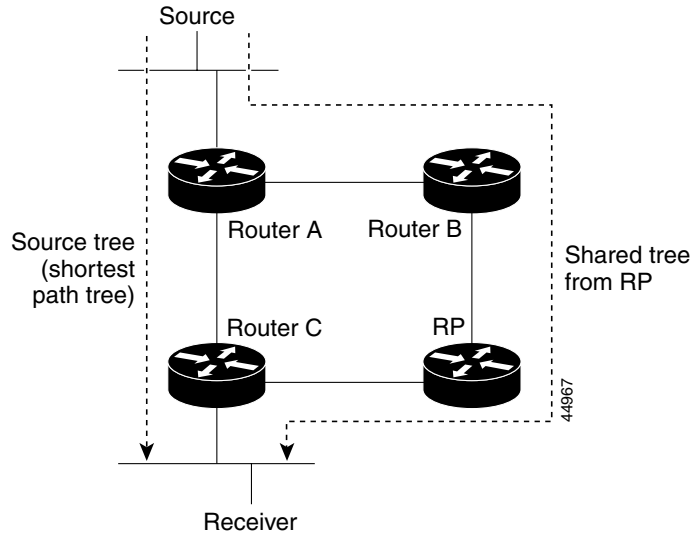 Source
Router A
Router B
Source tree
(shortest
path tree)
Shared tree
from RP
Router C
RP
44967
Receiver